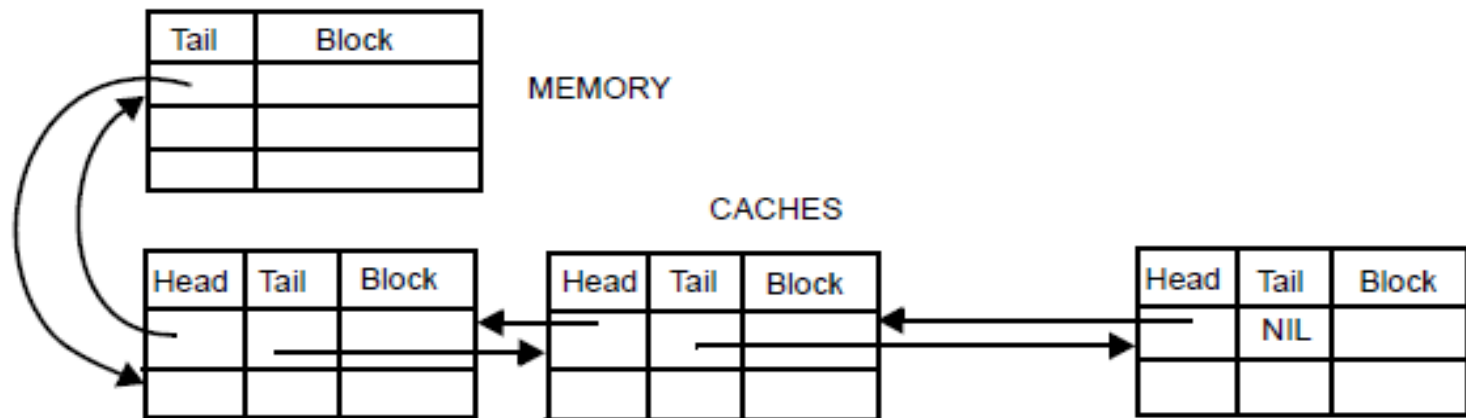 Tail Block
MEMORY
CACHES
Head Tail Block
Head Tail Block
Head Tail Block
NIL